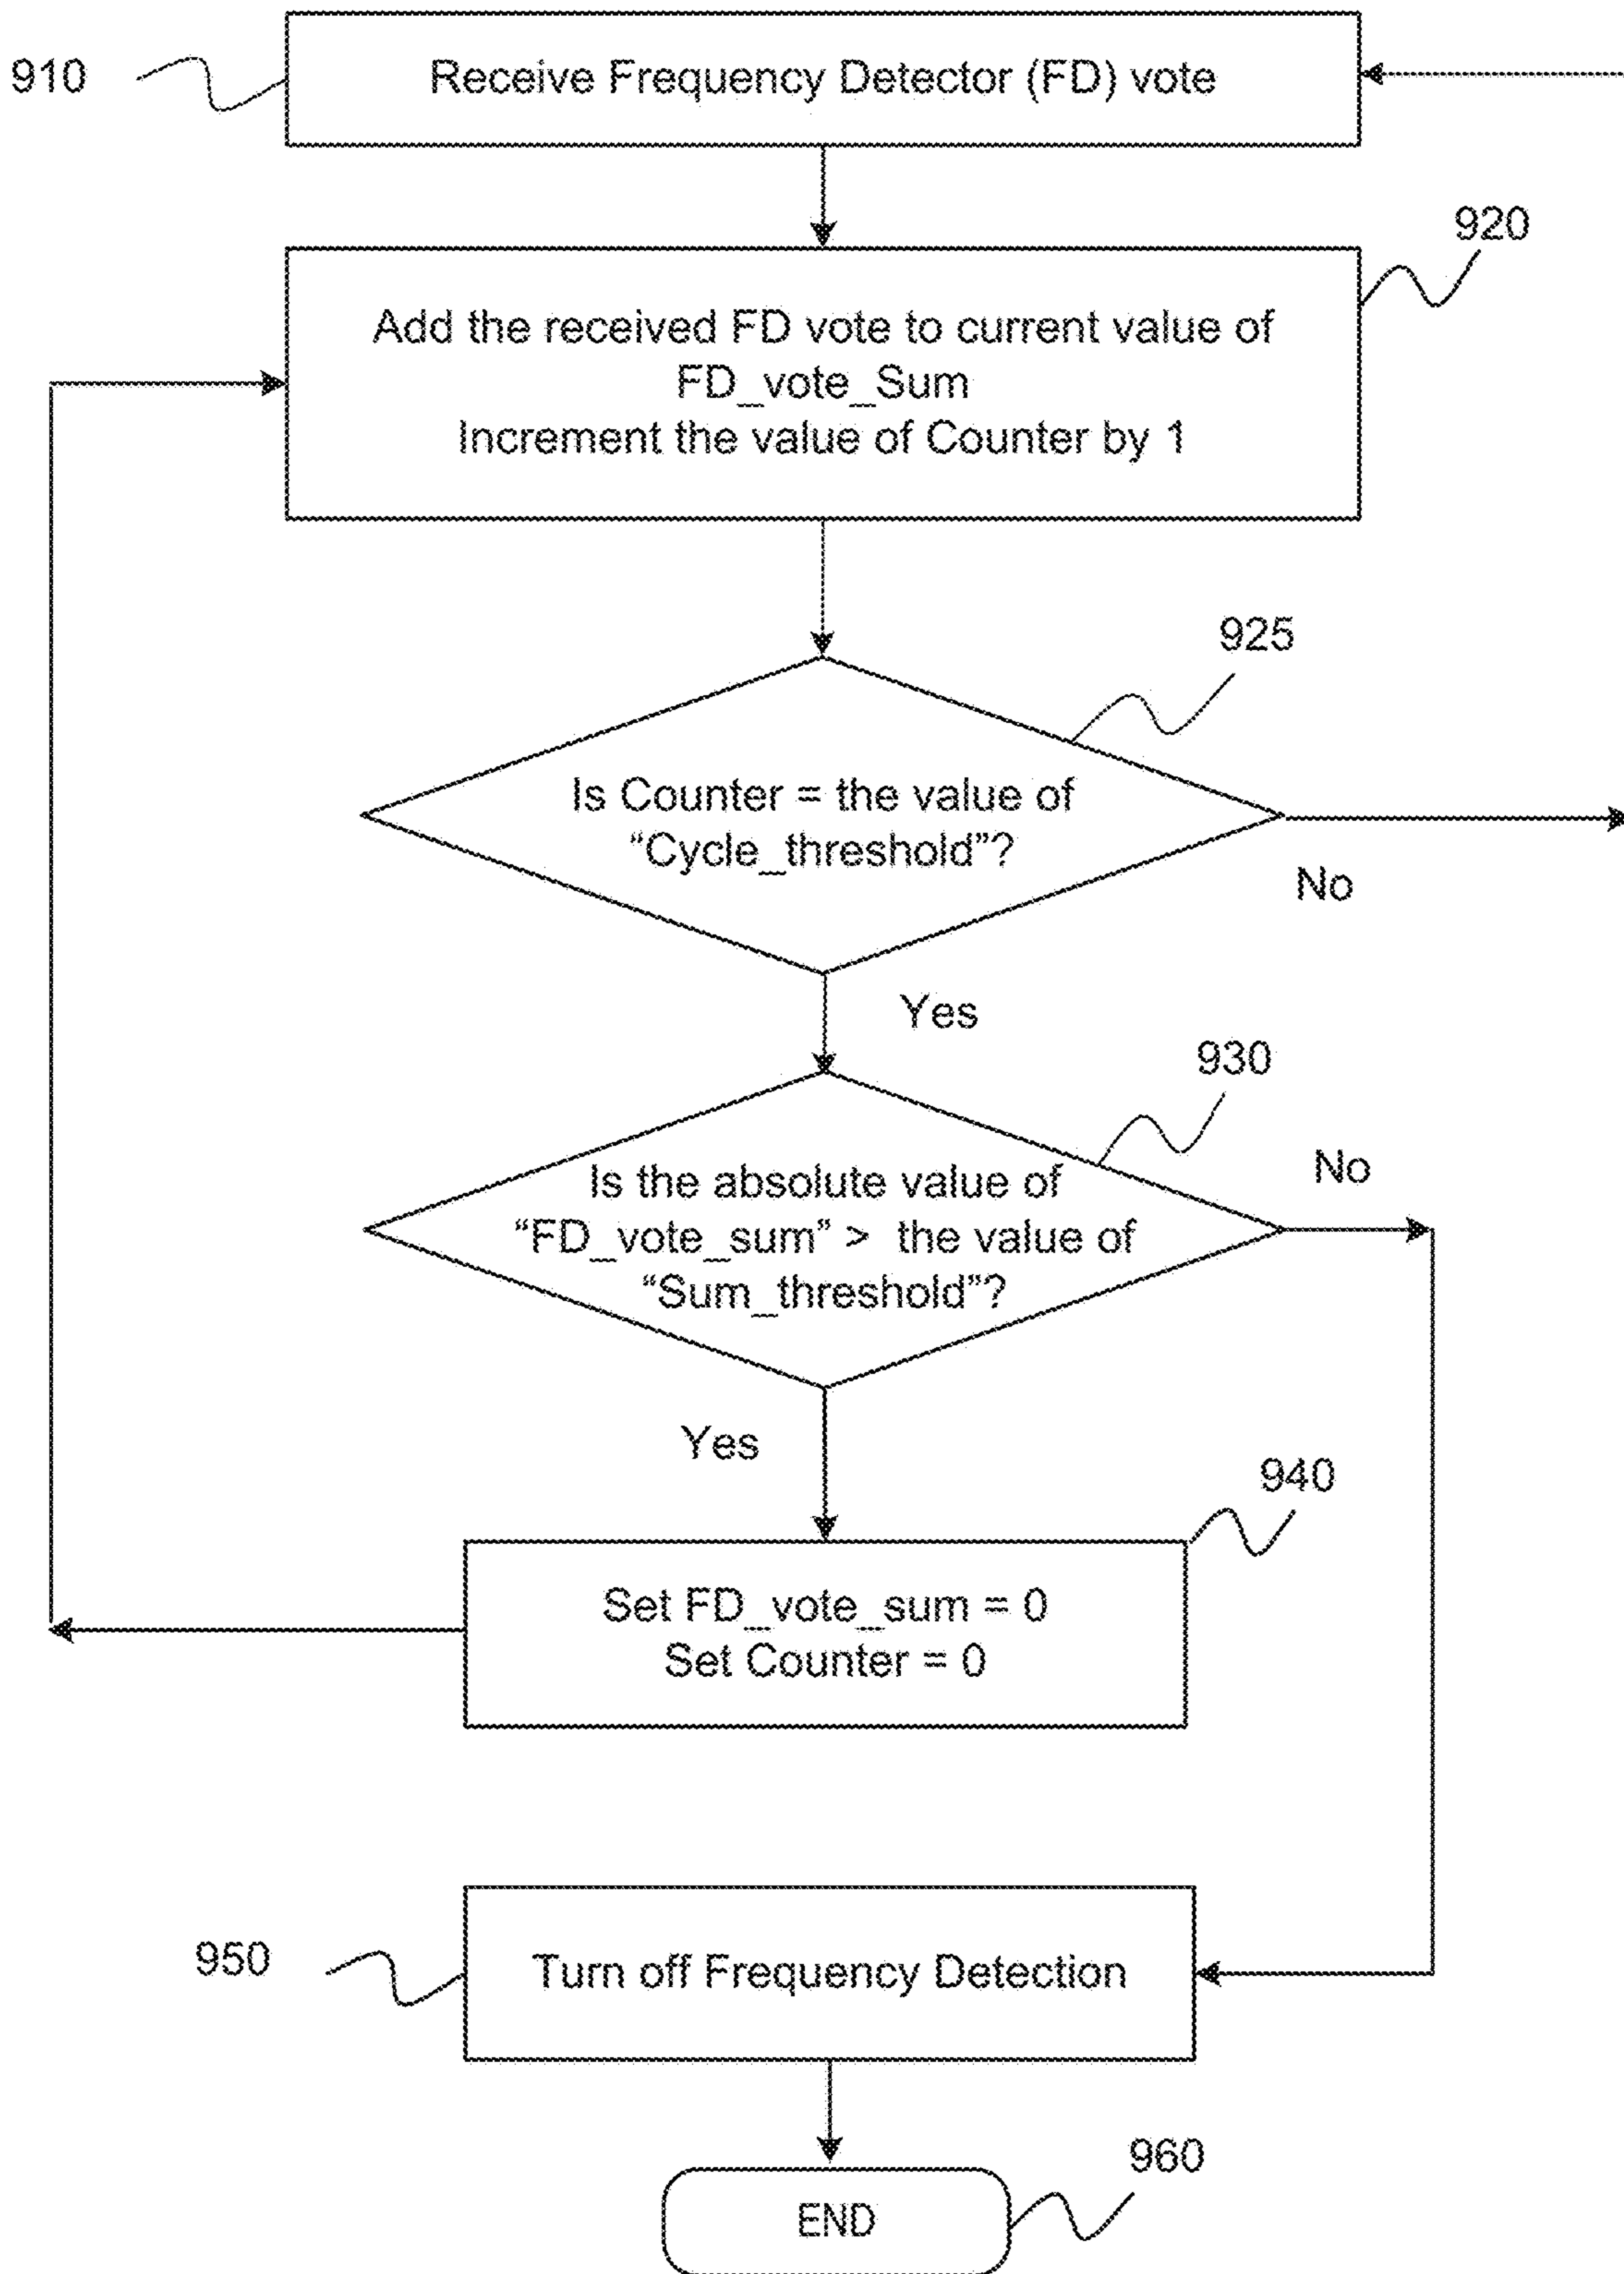 910
Receive Frequency Detector (FD) vote
920
Add the received FD vote to current value of
FD_vote_Sum
Increment the value of Counter by 1
925
Is Counter = the value of
“Cycle_threshold”?
No
Yes
930
No
Is the absolute value of
“FD_vote_sum” > the value of
“Sum_threshold”?
Yes
940
Set FD_vote_sum = 0
Set Counter = 0
950
Turn off Frequency Detection
960
END